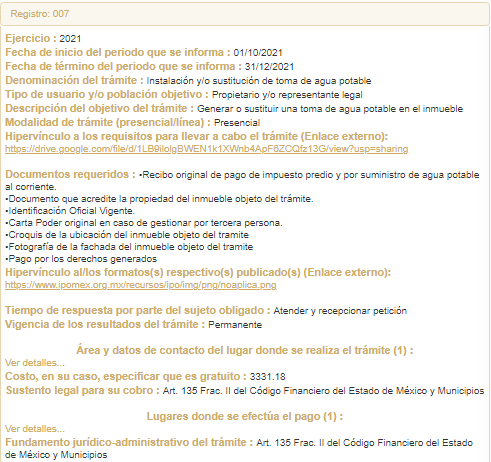 Registro: 007
Ejercicio : 2021
Fecha de inicio del periodo que se informa : 01/10/2021
Fecha de término del periodo que se informa : 31/12/2021
Denominación del trámite : Instalación y/o sustitución de toma de agua potable
Tipo de usuario y/o población objetivo : Propietario y/o representante legal
Descripción del objetivo del trámite : Generar o sustituir una toma de agua potable en el inmueble
Modalidad de trámite (presencial/línea) : Presencial
Hipervínculo a los requisitos para llevar a cabo el trámite (Enlace externo):
https://drive.google.com/file/d/1LB9ilolgBWEN1k1XWnb4ApF6ZCQfz13G/view?usp=sharing
Documentos requeridos : •Recibo original de pago de impuesto predio y por suministro de agua potable
al corriente.
•Documento que acredite la propiedad del inmueble objeto del trámite.
•Identificación Oficial Vigente.
•Carta Poder original en caso de gestionar por tercera persona.
•Croquis de la ubicación del inmueble objeto del tramite
•Fotografía de la fachada del inmueble objeto del tramite
•Pago por los derechos generados
Hipervínculo al/los formatos(s) respectivo(s) publicado(s) (Enlace externo):
https://www.ipomex.org.mx/recursos/ipo/img/png/noaplica.png
Tiempo de respuesta por parte del sujeto obligado : Atender y recepcionar petición
Vigencia de los resultados del trámite : Permanente
Área y datos de contacto del lugar donde se realiza el trámite (1) :
Ver detalles...
Costo, en su caso, especificar que es gratuito : 3331.18
Sustento legal para su cobro : Art. 135 Frac. II del Código Financiero del Estado de México y Municipios
Lugares donde se efectúa el pago (1) :
Ver detalles...
Fundamento jurídico-administrativo del trámite : Art. 135 Frac. II del Código Financiero del Estado
de México y Municipios